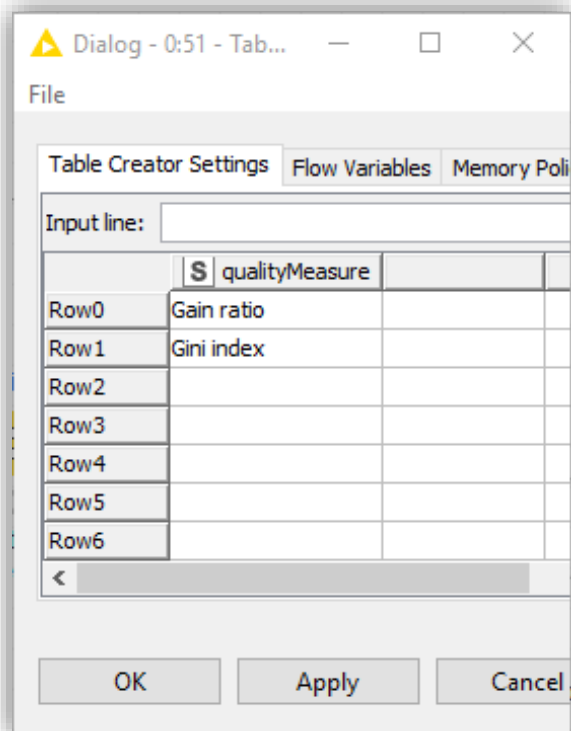 Dialog - 0:51 - Tab...
File
Table Creator Settings Flow Variables Memory Poli
Input line:
S qualityMeasure
Row0 Gain ratio
Row1 Gini index
Row2
Row3
Row4
Row5
Row6
OK Apply Cancel